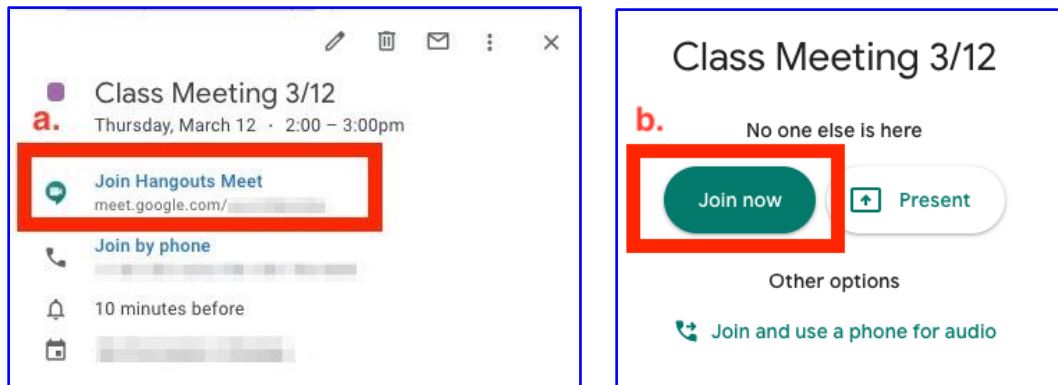 Class Meeting 3/12
a.
Thursday, March 12 · 2:00 – 3:00pm
Join Hangouts Meet
meet.google.com/
Join by phone
10 minutes before
Class Meeting 3/12
b.
No one else is here
Join now
Present
Other options
Join and use a phone for audio